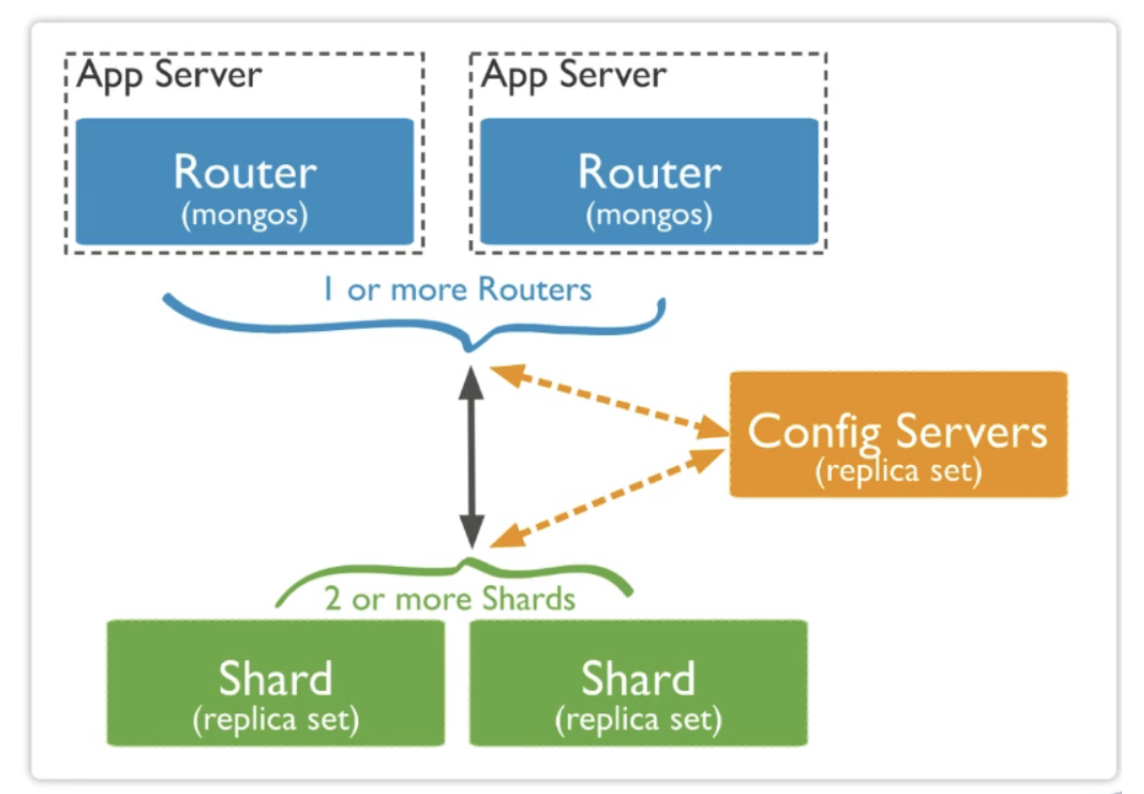 App Server
App Server
Router
(mongos)
Router
(mongos)
1 or more Routers
Config Servers
(replica set)
2 or more Shards
Shard
(replica set)
Shard
(replica set)